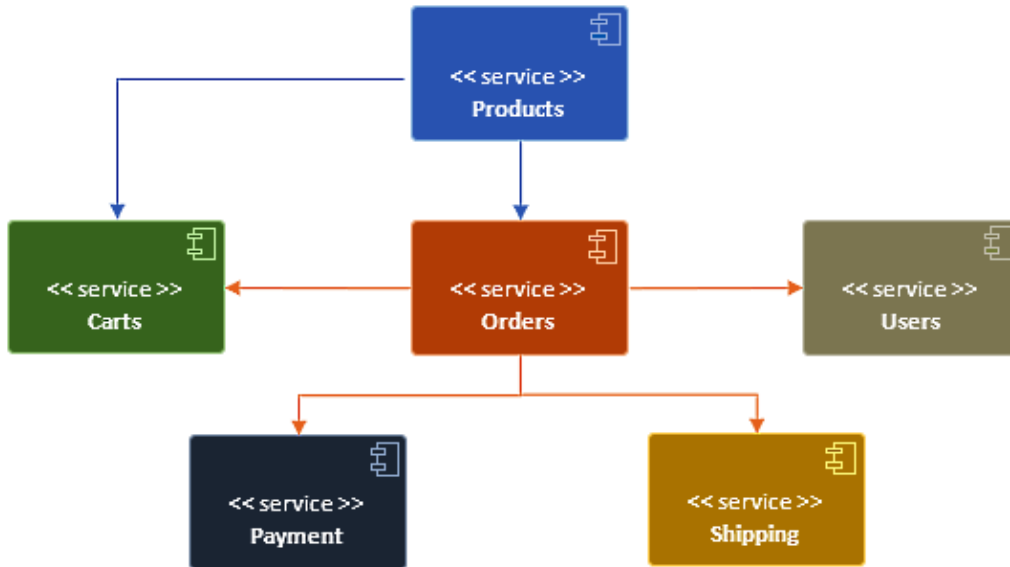 << service >>
Products
<< service >>
Carts
<< service >>
Orders
<< service >>
Users
<< service >>
Payment
<< service >>
Shipping